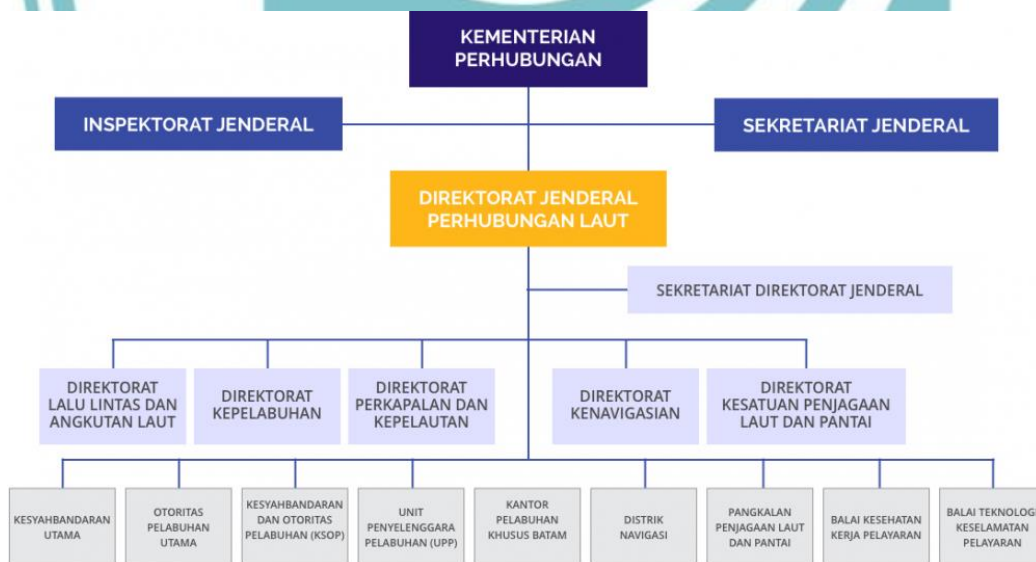 KEMENTERIAN
PERHUBUNGAN
INSPEKTORAT JENDERAL
SEKRETARIAT JENDERAL
DIREKTORAT JENDERAL
PERHUBUNGAN LAUT
SEKRETARIAT DIREKTORAT JENDERAL
DIREKTORAT
LALU LINTAS DAN
ANGKUTAN LAUT
DIREKTORAT
KEPELABUHAN
DIREKTORAT
PERKAPALAN DAN
KEPELAUTAN
DIREKTORAT
KENAVIGASIAN
DIREKTORAT
KESATUAN PENJAGAAN
LAUT DAN PANTAI
KESYAHBANDARAN
UTAMA
OTORITAS
PELABUHAN
UTAMA
KESYAHBANDARAN
DAN OTORITAS
PELABUHAN (KSOP)
UNIT
PENYELENGGARA
PELABUHAN (UPP)
KANTOR
PELABUHAN
KHUSUS BATAM
DISTRIK
NAVIGASI
PANGKALAN
PENJAGAAN LAUT
DAN PANTAI
BALAI KESEHATAN
KERJA PELAYARAN
BALAI TEKNOLOGI
KESELAMATAN
PELAYARAN